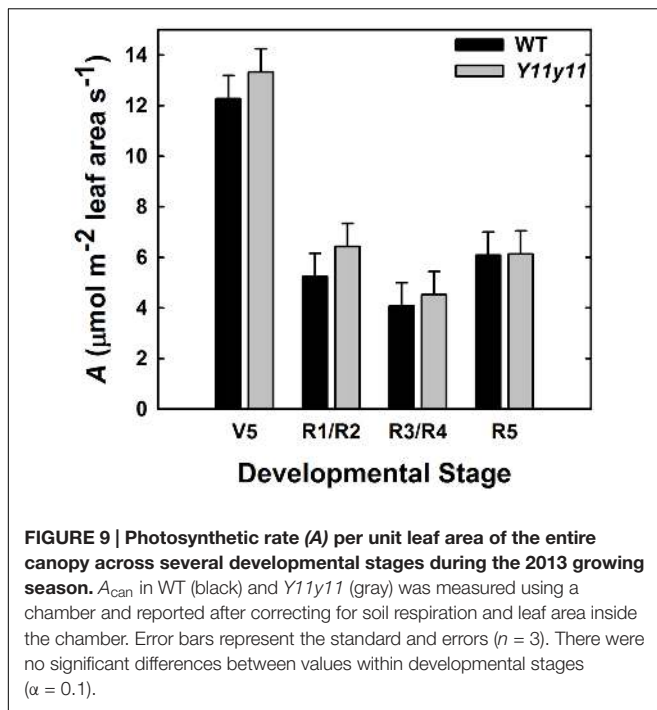 14
12
10
8
6
4
2
0
A (μmol m⁻² leaf area s⁻¹)
WT
Y11y11
V5 R1/R2 R3/R4 R5
Developmental Stage
FIGURE 9 | Photosynthetic rate (A) per unit leaf area of the entire
canopy across several developmental stages during the 2013 growing
season. Acan in WT (black) and Y11y11 (gray) was measured using a
chamber and reported after correcting for soil respiration and leaf area inside
the chamber. Error bars represent the standard and errors (n = 3). There were
no significant differences between values within developmental stages
(α = 0.1).